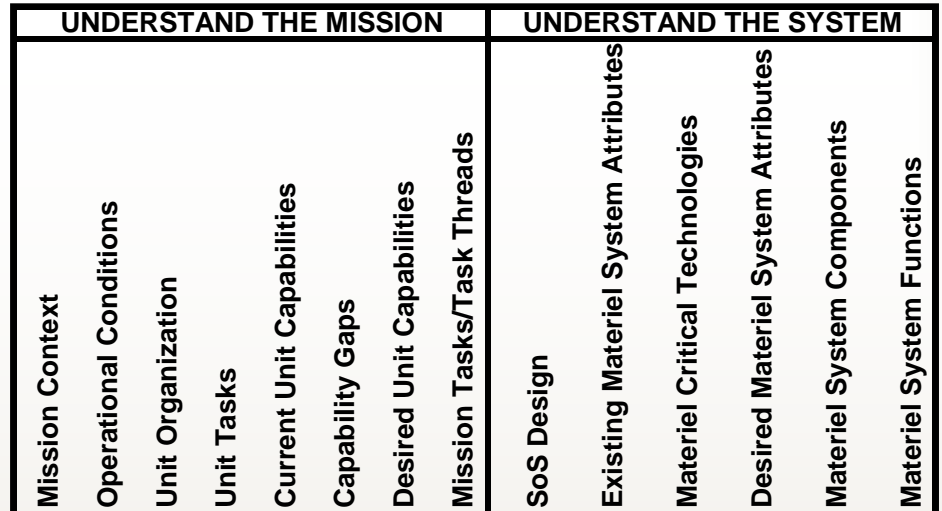 UNDERSTAND THE MISSION
UNDERSTAND THE SYSTEM
Mission Context
Operational Conditions
Unit Organization
Unit Tasks
Current Unit Capabilities
Capability Gaps
Desired Unit Capabilities
Mission Tasks/Task Threads
SoS Design
Existing Materiel System Attributes
Materiel Critical Technologies
Desired Materiel System Attributes
Materiel System Components
Materiel System Functions